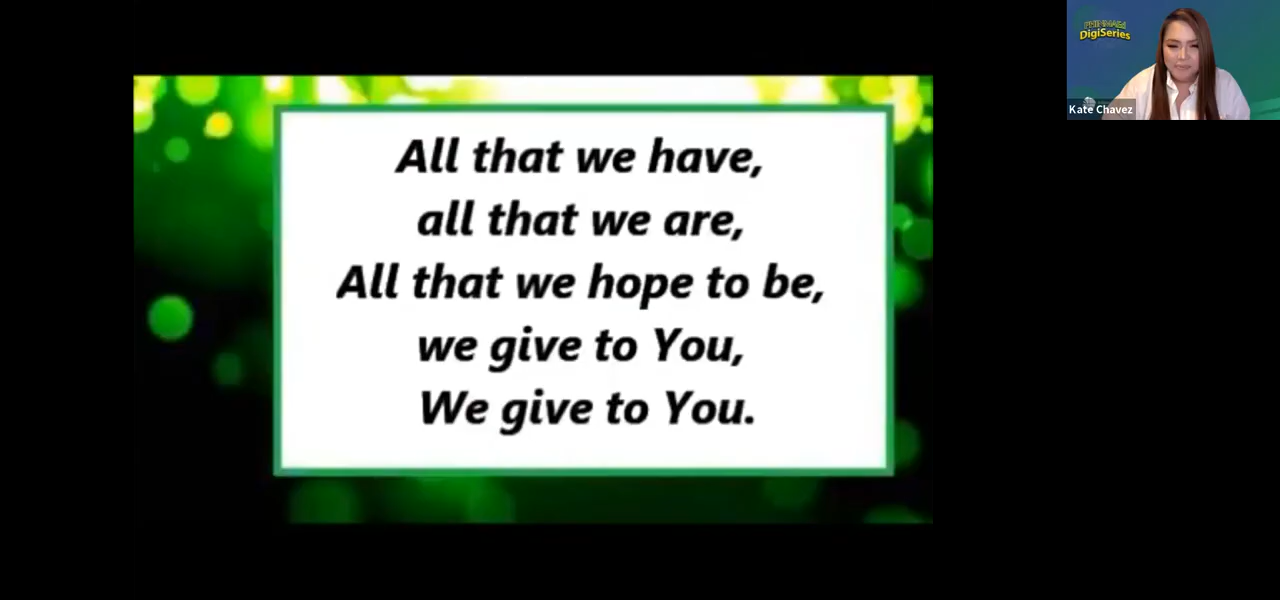 All that we have,
all that we are,
All that we hope to be,
we give to You,
We give to You.
PHINMAEd
DigiSeries
Kate Chavez